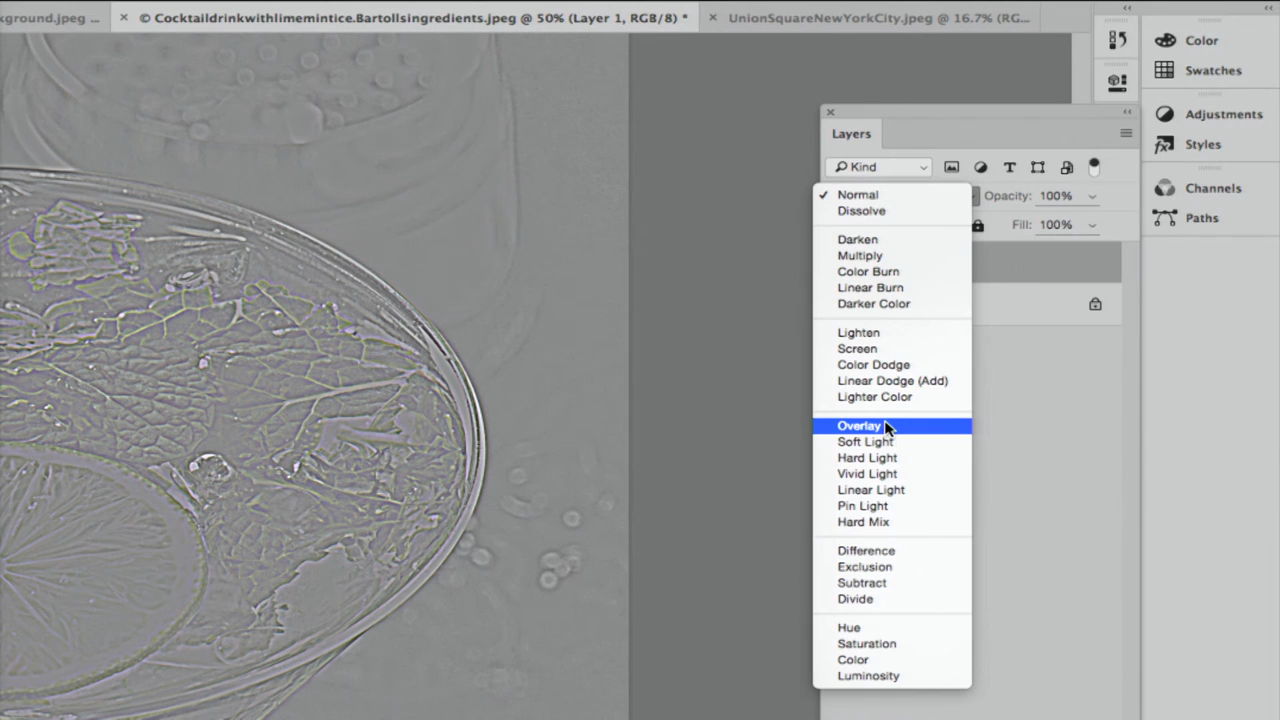 kground.jpeg ...
× © Cocktaildrinkwithlimemintice.Bartollsingredients.jpeg @ 50% (Layer 1, RGB/8) *
× UnionSquareNewYorkCity.jpeg @ 16.7% (RG...
Color
Swatches
Adjustments
Styles
Channels
Paths
Layers
Kind
Opacity: 100%
Fill: 100%
✓ Normal
Dissolve
Darken
Multiply
Color Burn
Linear Burn
Darker Color
Lighten
Screen
Color Dodge
Linear Dodge (Add)
Lighter Color
Overlay
Soft Light
Hard Light
Vivid Light
Linear Light
Pin Light
Hard Mix
Difference
Exclusion
Subtract
Divide
Hue
Saturation
Color
Luminosity